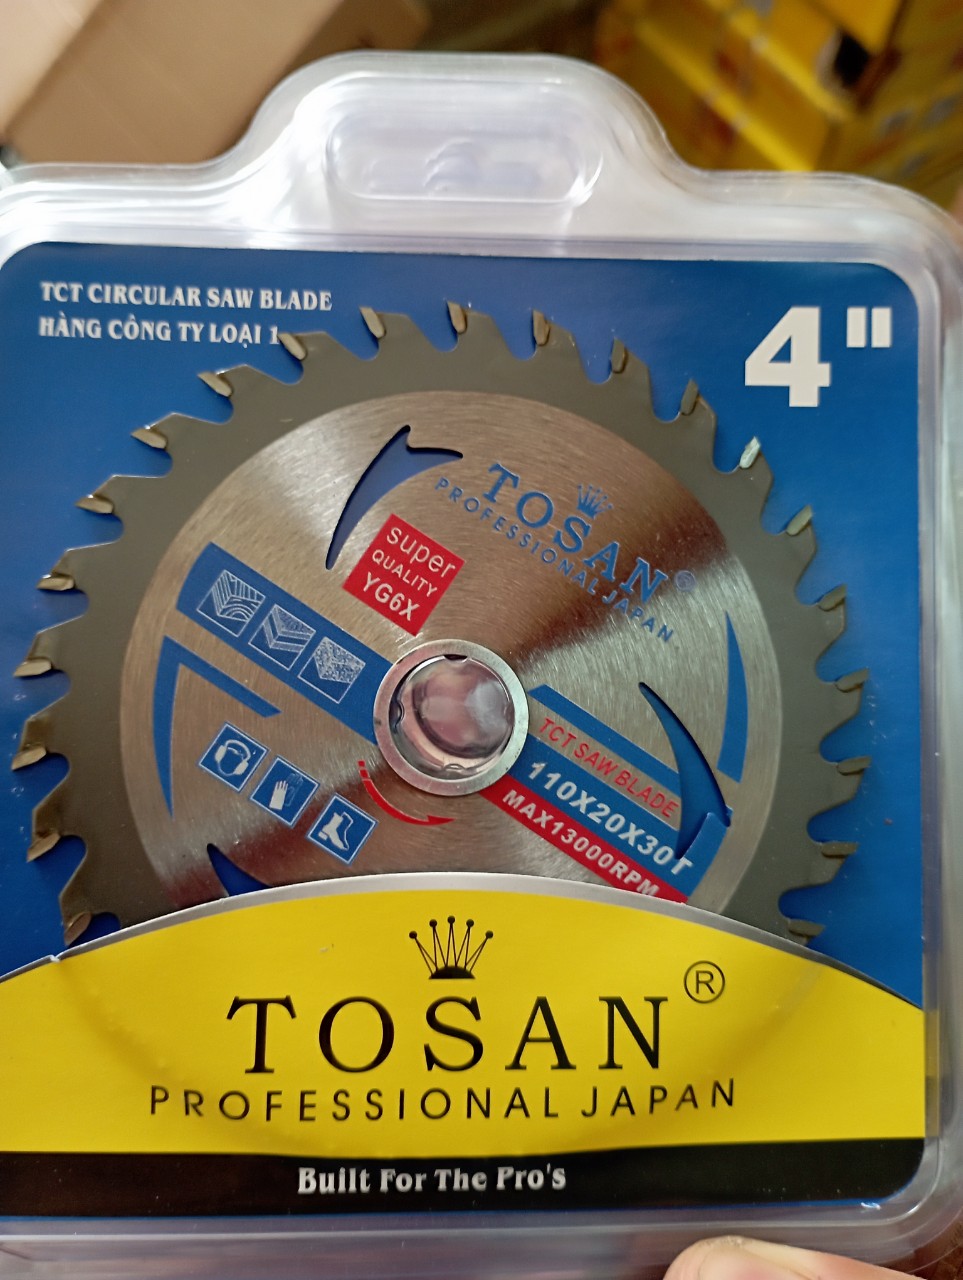 TCT CIRCULAR SAW BLADE
HÀNG CÔNG TY LOẠI 1
4"
TOSAN®
PROFESSIONAL JAPAN
super
QUALITY
YG6X
TCT SAW BLADE
110X20X30T
MAX13000RPM
TOSAN®
PROFESSIONAL JAPAN
Built For The Pro's